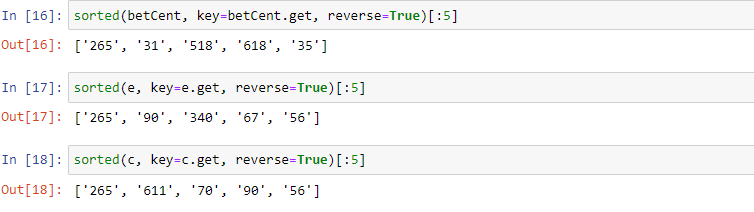 In [16]: sorted(betCent, key=betCent.get, reverse=True)[:5]
Out[16]: ['265', '31', '518', '618', '35']
In [17]: sorted(e, key=e.get, reverse=True)[:5]
Out[17]: ['265', '90', '340', '67', '56']
In [18]: sorted(c, key=c.get, reverse=True)[:5]
Out[18]: ['265', '611', '70', '90', '56']